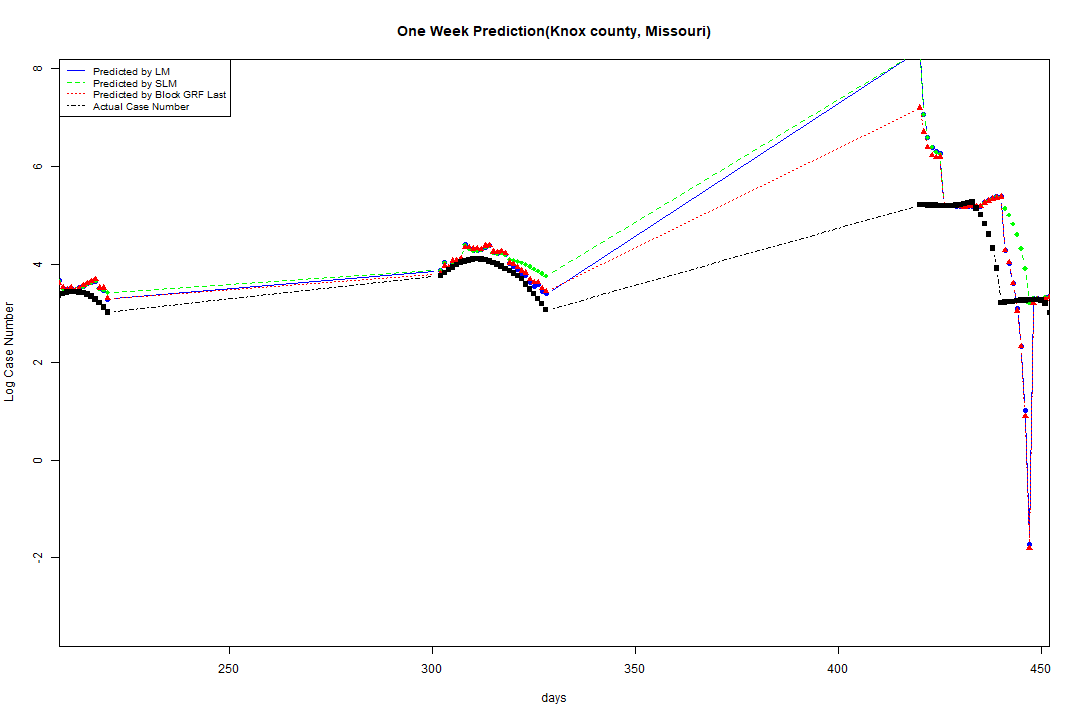 One Week Prediction(Knox county, Missouri)
Predicted by LM
Predicted by SLM
Predicted by Block GRF Last
Actual Case Number
8
6
4
2
0
-2
Log Case Number
250 300 350 400 450
days